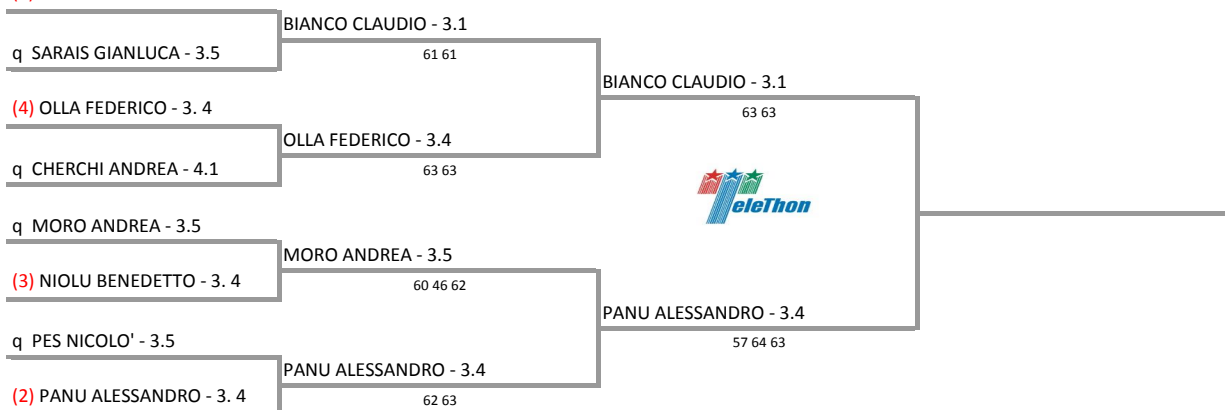 BIANCO CLAUDIO - 3.1
q SARAIS GIANLUCA - 3.5
61 61
BIANCO CLAUDIO - 3.1
(4) OLLA FEDERICO - 3. 4
63 63
OLLA FEDERICO - 3.4
q CHERCHI ANDREA - 4.1
63 63
TeleThon
q MORO ANDREA - 3.5
MORO ANDREA - 3.5
(3) NIOLU BENEDETTO - 3. 4
60 46 62
PANU ALESSANDRO - 3.4
q PES NICOLO' - 3.5
57 64 63
PANU ALESSANDRO - 3.4
(2) PANU ALESSANDRO - 3. 4
62 63